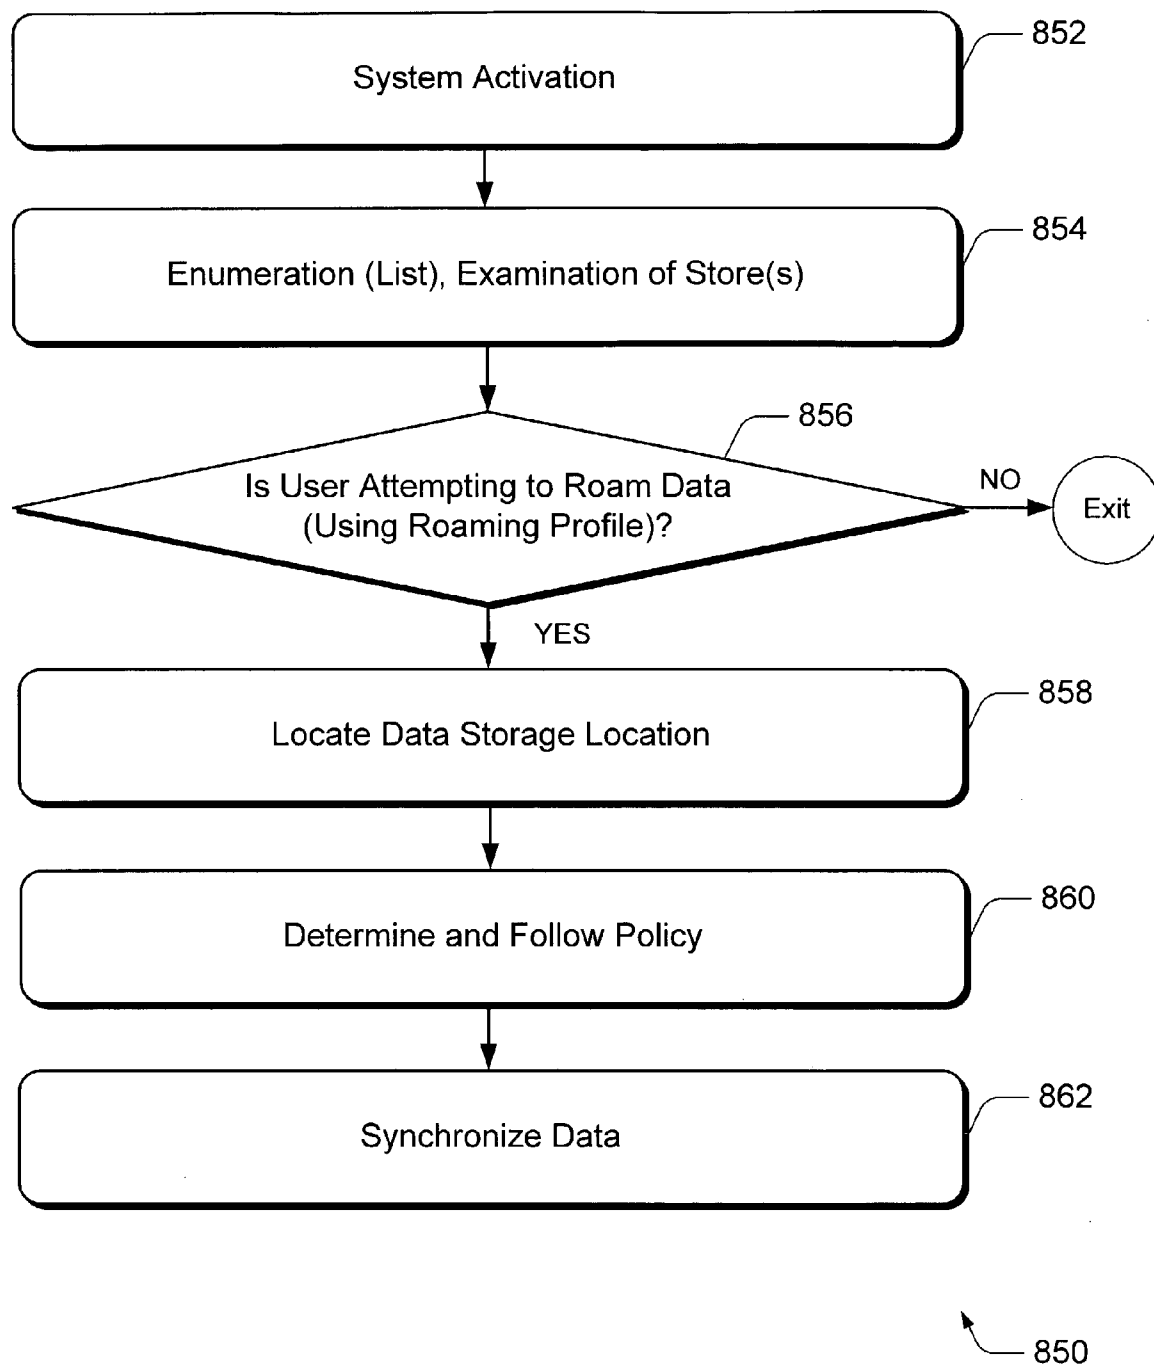 System Activation
852
Enumeration (List), Examination of Store(s)
854
856
Is User Attempting to Roam Data
(Using Roaming Profile)?
NO
Exit
YES
Locate Data Storage Location
858
Determine and Follow Policy
860
Synchronize Data
862
850